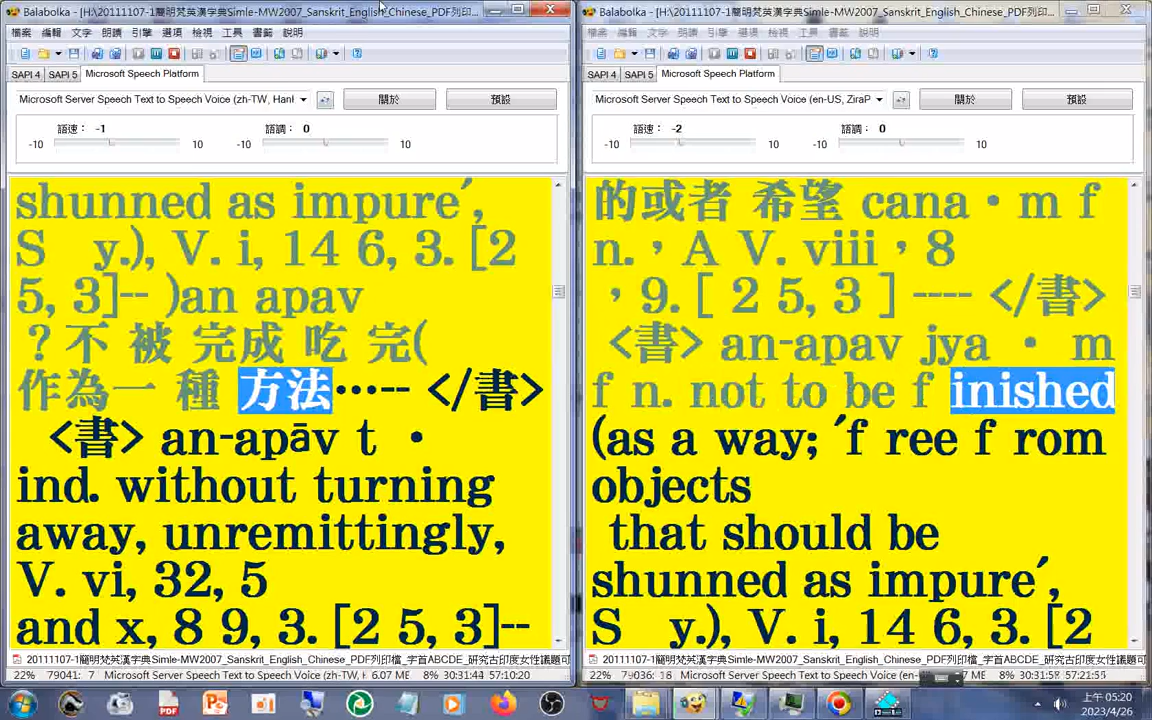 Balabolka - [H:\20111107-1簡明梵英漢字典Simle-MW2007_Sanskrit_English_Chinese_PDF列印...
檔案 編輯 文字 朗讀 引擎 選項 檢視 工具 書籤 說明
SAPI 4 SAPI 5 Microsoft Speech Platform
Microsoft Server Speech Text to Speech Voice (zh-TW, Hanl
關於 預設
語速: -1 語調: 0
-10 10 -10 10
shunned as impure′,
S y.), V. i, 14 6, 3. [2
5, 3]-- )an apav
？不 被 完成 吃 完(
作為一 種 方法…-- </書>
<書> an-apāv t •
ind. without turning
away, unremittingly,
V. vi, 32, 5
and x, 8 9, 3. [2 5, 3]--
20111107-1簡明梵英漢字典Simle-MW2007_Sanskrit_English_Chinese_PDF列印檔_字首ABCDE_研究古印度女性議題可
22% 79041: 7 Microsoft Server Speech Text to Speech Voice (zh-TW, H 6.07 ME 8% 30:31:44 57:10:20
Balabolka - [H:\20111107-1簡明梵英漢字典Simle-MW2007_Sanskrit_English_Chinese_PDF列印...
檔案 編輯 文字 朗讀 引擎 選項 檢視 工具 書籤 說明
SAPI 4 SAPI 5 Microsoft Speech Platform
Microsoft Server Speech Text to Speech Voice (en-US, ZiraP
關於 預設
語速: -2 語調: 0
-10 10 -10 10
的或者 希望 cana • m f
n. , A V. viii , 8
, 9. [ 2 5, 3 ] ---- </書>
<書> an-apav jya • m
f n. not to be f inished
(as a way; ′f ree f rom
objects
that should be
shunned as impure′,
S y.), V. i, 14 6, 3. [2
20111107-1簡明梵英漢字典Simle-MW2007_Sanskrit_English_Chinese_PDF列印檔_字首ABCDE_研究古印度女性議題可
22% 79036: 16 Microsoft Server Speech Text to Speech Voice (en-US 8% 30:31:58 57:21:55
上午 05:20
2023/4/26